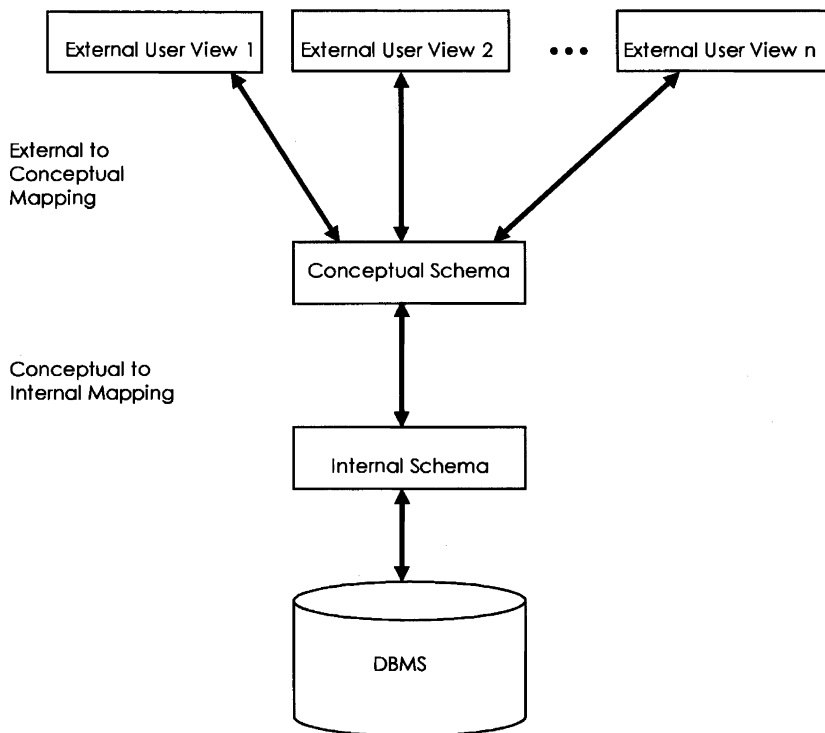 External User View 1
External User View 2
•••
External User View n
External to
Conceptual
Mapping
Conceptual Schema
Conceptual to
Internal Mapping
Internal Schema
DBMS